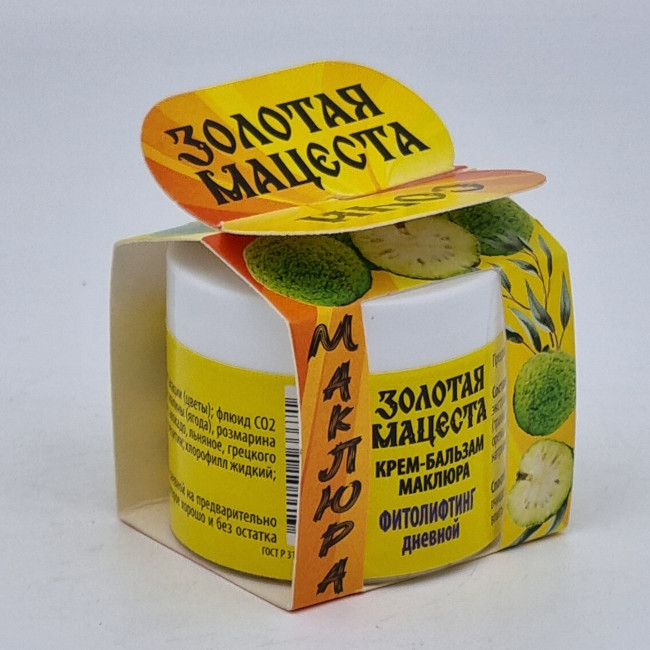 ЗОЛОТАЯ
МАЦЕСТА
МАКЛЮРА
(цветы); флюид СО2
(ягода), розмарина
льняное, грецкого
хлорофилл жидкий;
на предварительно
хорошо и без остатка
ГОСТ Р 31
ЗОЛОТАЯ
МАЦЕСТА
КРЕМ-БАЛЬЗАМ
МАКЛЮРА
ФИТОЛИФТИНГ
дневной